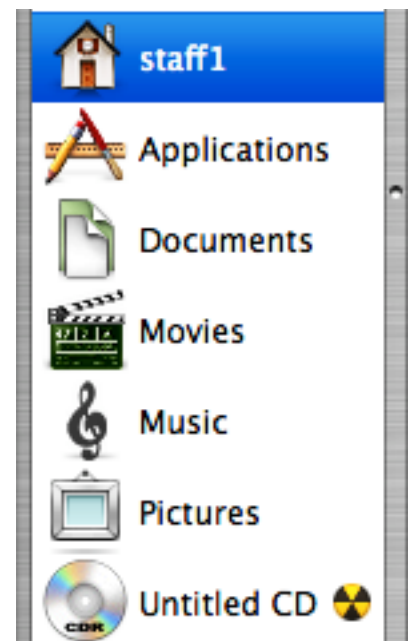 staff1
Applications
Documents
Movies
Music
Pictures
Untitled CD
CDR